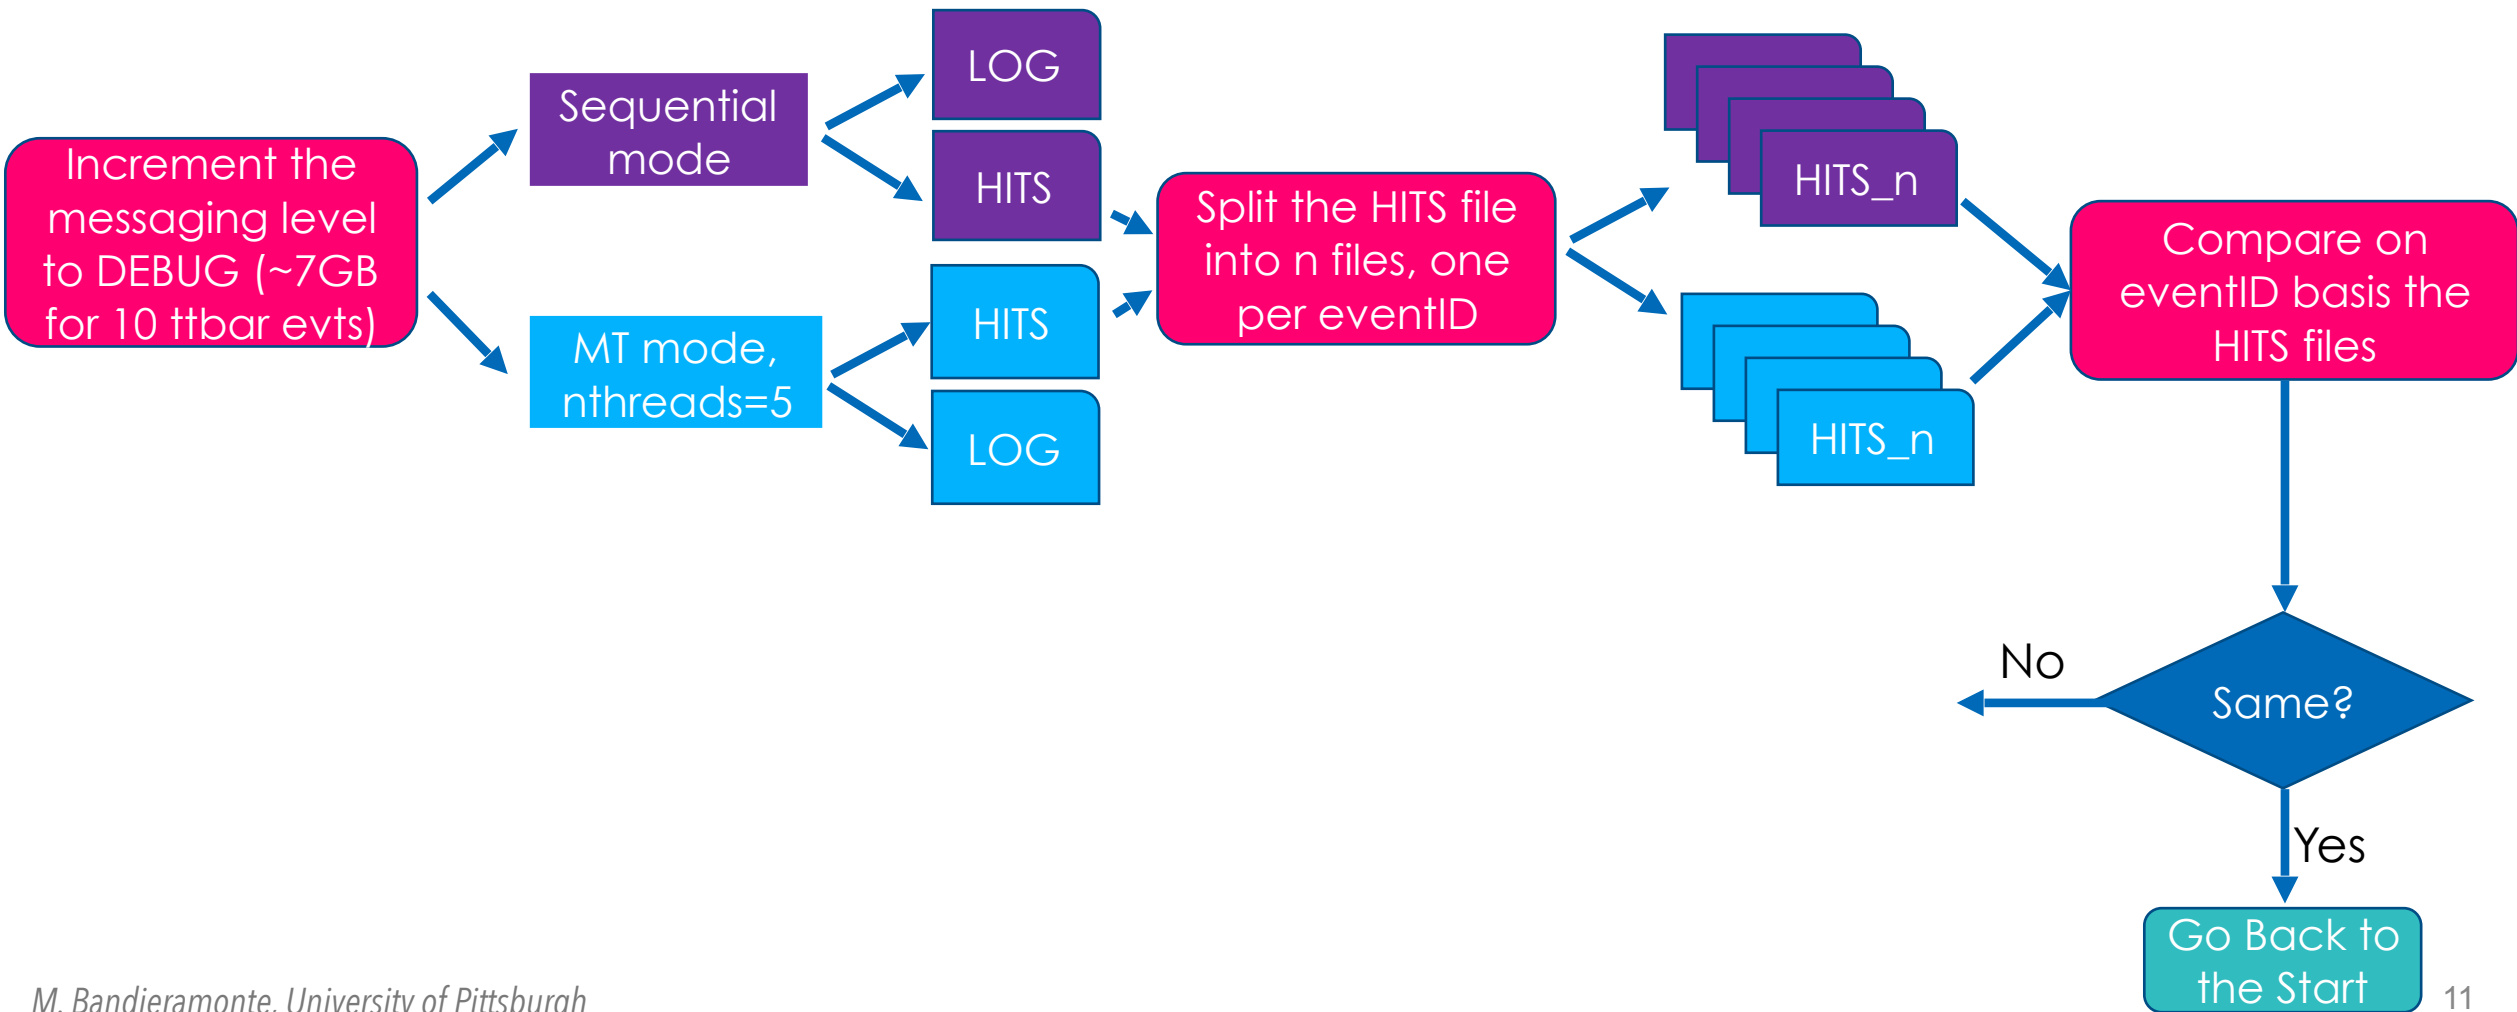 Increment the
messaging level
to DEBUG (~7GB
for 10 ttbar evts)
Sequential
mode
MT mode,
nthreads=5
LOG
HITS
HITS
LOG
Split the HITS file
into n files, one
per eventID
HITS_n
HITS_n
Compare on
eventID basis the
HITS files
Same?
No
Yes
Go Back to
the Start
M. Bandieramonte, University of Pittsburgh
11